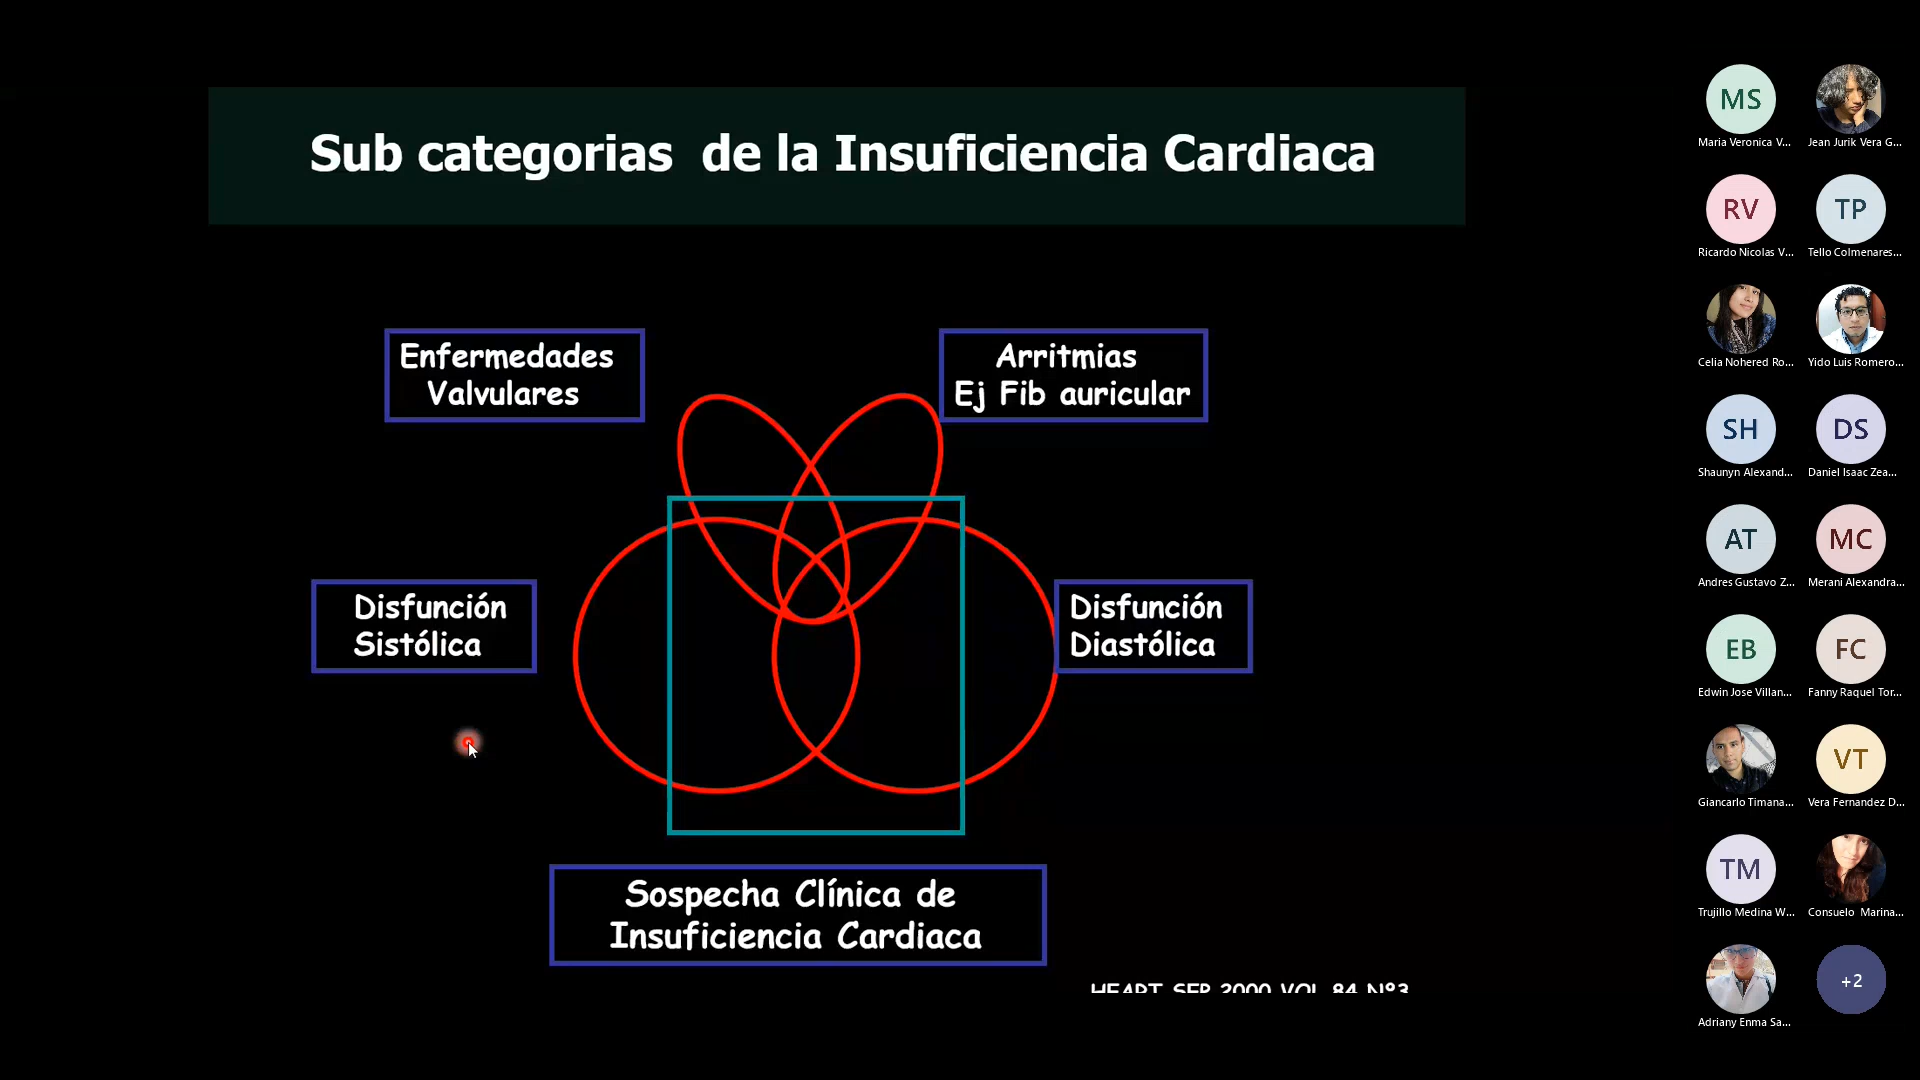 Sub categorias de la Insuficiencia Cardiaca
Enfermedades
Valvulares
Arritmias
Ej Fib auricular
Disfunción
Sistólica
Disfunción
Diastólica
Sospecha Clínica de
Insuficiencia Cardiaca
HEART SEP 2000 VOL 84 Nº3
MS
Maria Veronica V...
Jean Jurik Vera G...
RV
Ricardo Nicolas V...
TP
Tello Colmenares...
Celia Nohered Ro...
Yido Luis Romero...
SH
Shaunyn Alexand...
DS
Daniel Isaac Zea...
AT
Andres Gustavo Z...
MC
Merani Alexandra...
EB
Edwin Jose Villan...
FC
Fanny Raquel Tor...
Giancarlo Timana...
VT
Vera Fernandez D...
TM
Trujillo Medina W...
Consuelo Marina...
Adriany Enma Sa...
+2